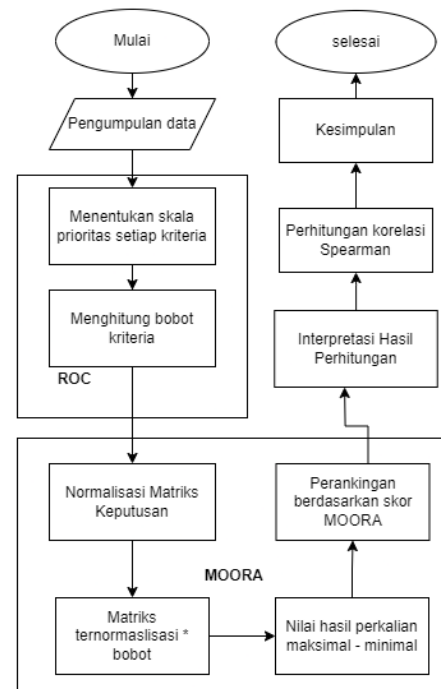 Mulai
Pengumpulan data
Menentukan skala
prioritas setiap kriteria
Menghitung bobot
kriteria
ROC
Normalisasi Matriks
Keputusan
MOORA
Matriks
ternormaslisasi *
bobot
Nilai hasil perkalian
maksimal - minimal
Perankingan
berdasarkan skor
MOORA
Interpretasi Hasil
Perhitungan
Perhitungan korelasi
Spearman
Kesimpulan
selesai